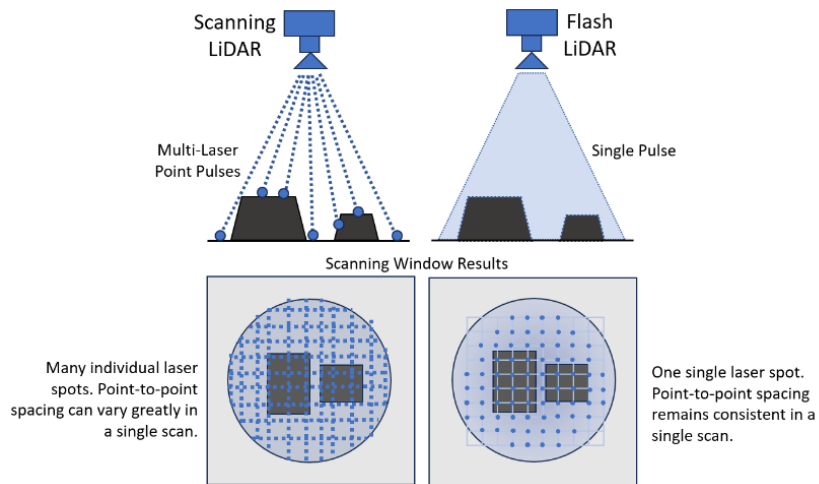 Scanning
LiDAR
Flash
LiDAR
Multi-Laser
Point Pulses
Single Pulse
Scanning Window Results
Many individual laser
spots. Point-to-point
spacing can vary greatly in
a single scan.
One single laser spot.
Point-to-point spacing
remains consistent in a
single scan.